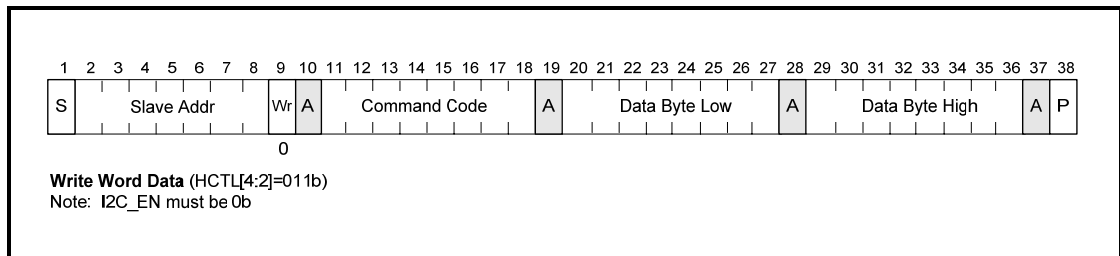 1 2 3 4 5 6 7 8 9 10 11 12 13 14 15 16 17 18 19 20 21 22 23 24 25 26 27 28 29 30 31 32 33 34 35 36 37 38
S Slave Addr Wr A Command Code A Data Byte Low A Data Byte High A P
0
Write Word Data (HCTL[4:2]=011b)
Note: I2C_EN must be 0b